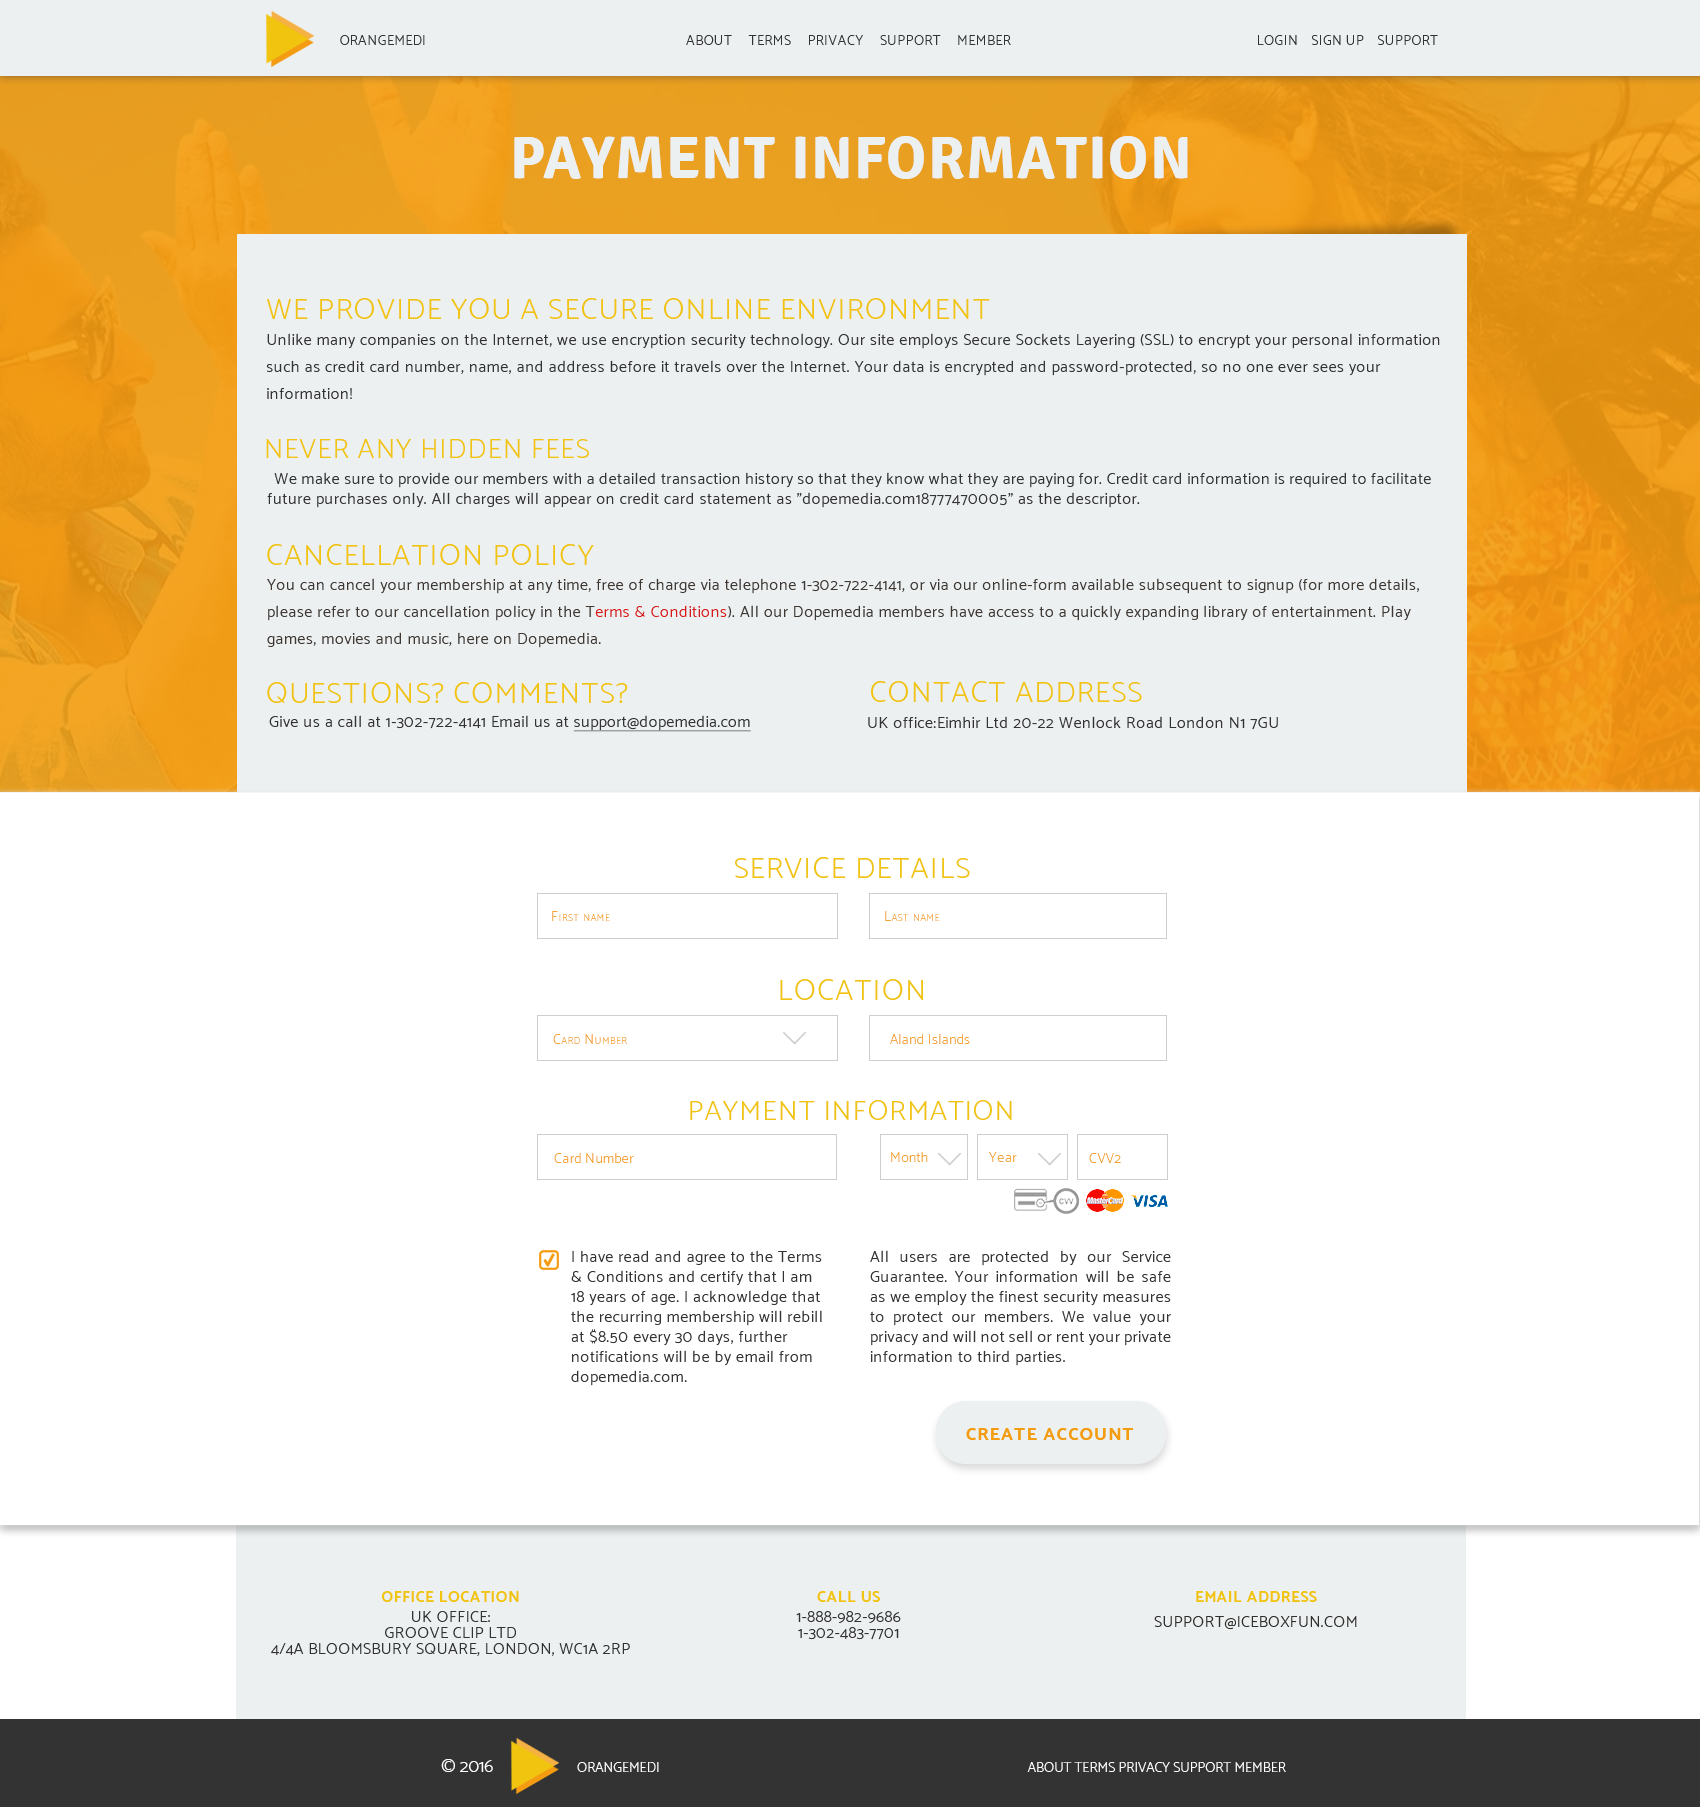 ORANGEMEDI
ABOUT TERMS PRIVACY SUPPORT MEMBER
LOGIN SIGN UP SUPPORT
PAYMENT INFORMATION
WE PROVIDE YOU A SECURE ONLINE ENVIRONMENT
Unlike many companies on the Internet, we use encryption security technology. Our site employs Secure Sockets Layering (SSL) to encrypt your personal information
such as credit card number, name, and address before it travels over the Internet. Your data is encrypted and password-protected, so no one ever sees your
information!
NEVER ANY HIDDEN FEES
We make sure to provide our members with a detailed transaction history so that they know what they are paying for. Credit card information is required to facilitate
future purchases only. All charges will appear on credit card statement as "dopemedia.com18777470005" as the descriptor.
CANCELLATION POLICY
You can cancel your membership at any time, free of charge via telephone 1-302-722-4141, or via our online-form available subsequent to signup (for more details,
please refer to our cancellation policy in the Terms & Conditions). All our Dopemedia members have access to a quickly expanding library of entertainment. Play
games, movies and music, here on Dopemedia.
QUESTIONS? COMMENTS?
Give us a call at 1-302-722-4141 Email us at support@dopemedia.com
CONTACT ADDRESS
UK office:Eimhir Ltd 20-22 Wenlock Road London N1 7GU
SERVICE DETAILS
First name
Last name
LOCATION
Card Number
Aland Islands
PAYMENT INFORMATION
Card Number
Month
Year
CVV2
CVV
MasterCard
VISA
I have read and agree to the Terms
& Conditions and certify that I am
18 years of age. I acknowledge that
the recurring membership will rebill
at $8.50 every 30 days, further
notifications will be by email from
dopemedia.com.
All users are protected by our Service
Guarantee. Your information will be safe
as we employ the finest security measures
to protect our members. We value your
privacy and will not sell or rent your private
information to third parties.
CREATE ACCOUNT
OFFICE LOCATION
UK OFFICE:
GROOVE CLIP LTD
4/4A BLOOMSBURY SQUARE, LONDON, WC1A 2RP
CALL US
1-888-982-9686
1-302-483-7701
EMAIL ADDRESS
SUPPORT@ICEBOXFUN.COM
© 2016
ORANGEMEDI
ABOUT TERMS PRIVACY SUPPORT MEMBER